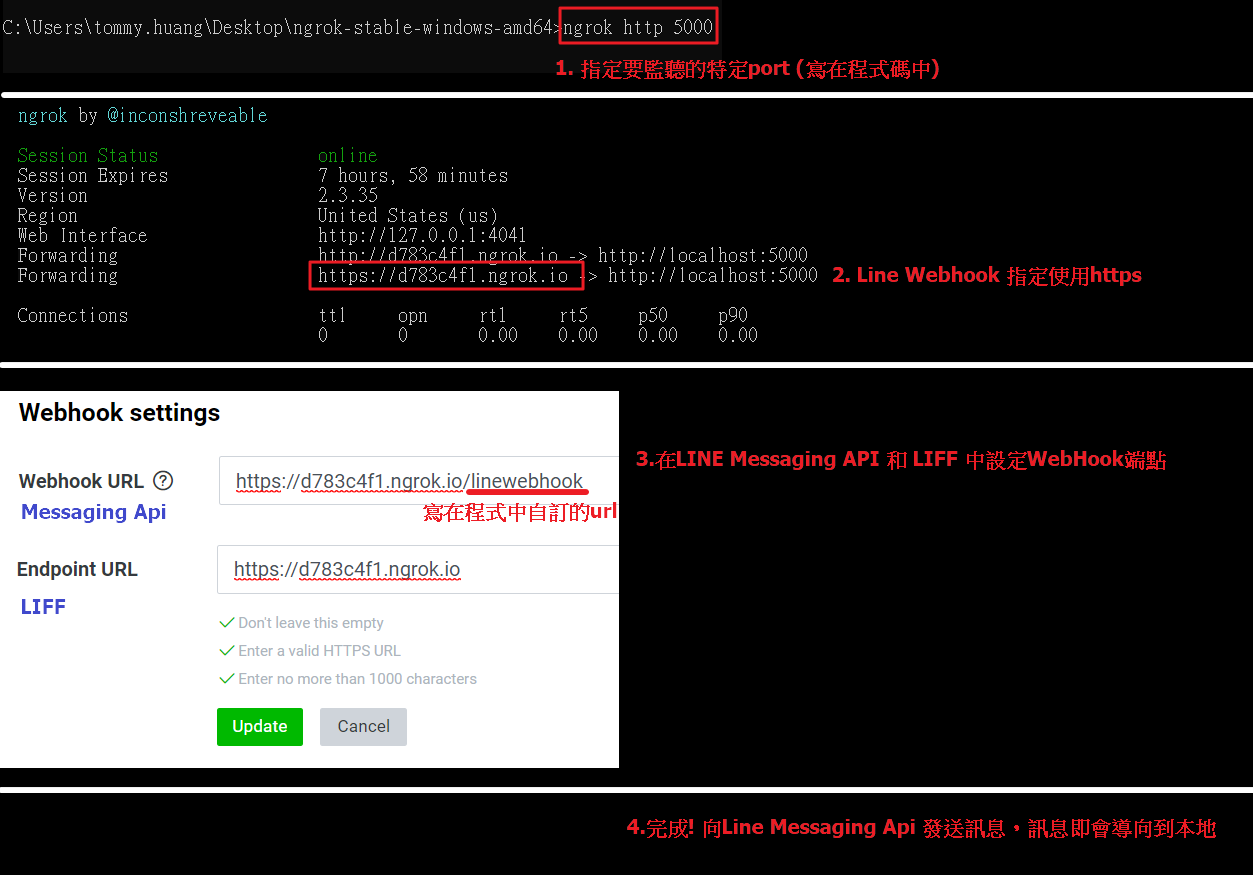 C:\Users\tommy.huang\Desktop\ngrok-stable-windows-amd64>ngrok http 5000
1. 指定要監聽的特定port (寫在程式碼中)
ngrok by @inconshreveable
Session Status online
Session Expires 7 hours, 58 minutes
Version 2.3.35
Region United States (us)
Web Interface http://127.0.0.1:4041
Forwarding http://d783c4f1.ngrok.io -> http://localhost:5000
Forwarding https://d783c4f1.ngrok.io -> http://localhost:5000 2. Line Webhook 指定使用https
Connections ttl opn rt1 rt5 p50 p90
0 0 0.00 0.00 0.00 0.00
Webhook settings
3.在LINE Messaging API 和 LIFF 中設定WebHook端點
Webhook URL ? https://d783c4f1.ngrok.io/linewebhook
Messaging Api 寫在程式中自訂的url
Endpoint URL https://d783c4f1.ngrok.io
LIFF
Don't leave this empty
Enter a valid HTTPS URL
Enter no more than 1000 characters
Update Cancel
4.完成! 向Line Messaging Api 發送訊息，訊息即會導向到本地